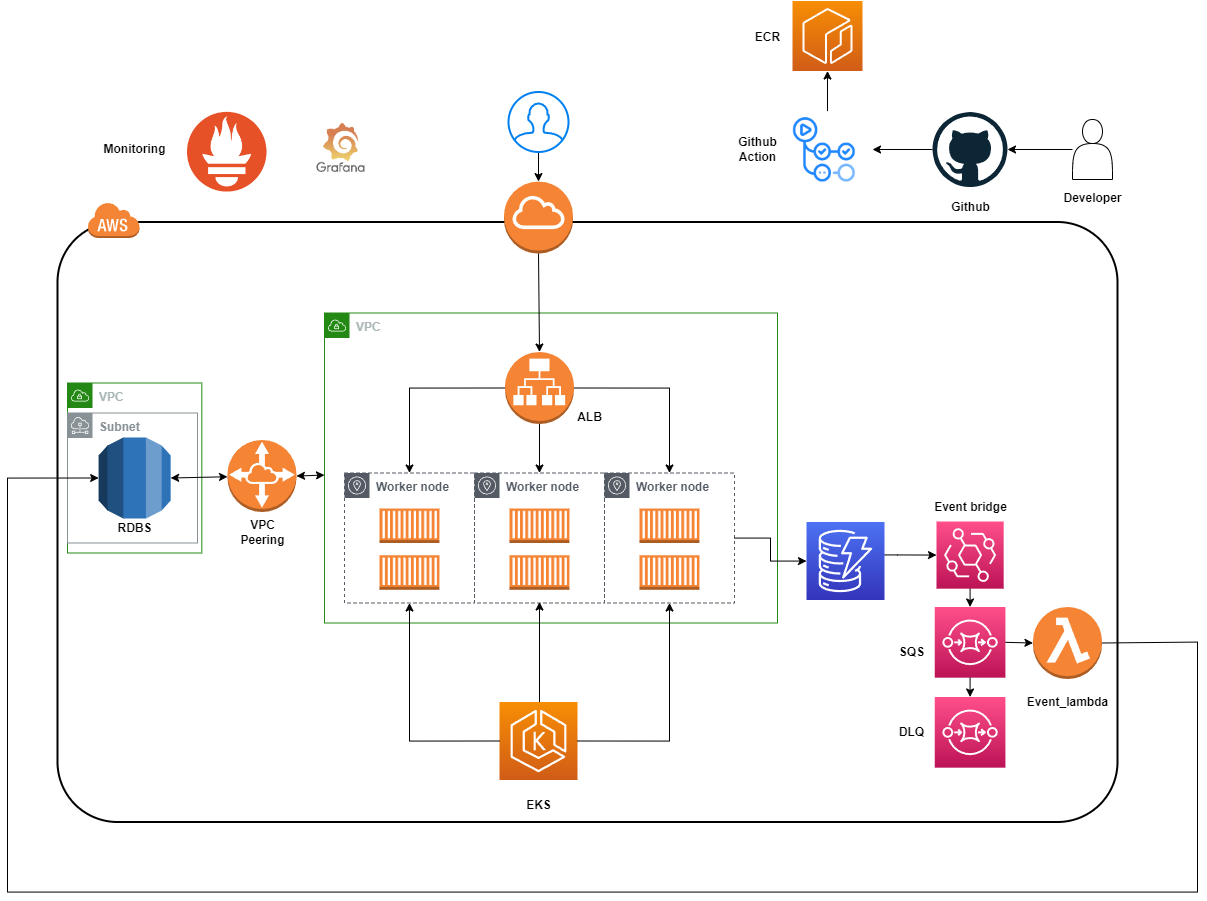 ECR
Monitoring
Grafana
Github
Action
Github
Developer
AWS
VPC
VPC
ALB
Subnet
RDBS
VPC
Peering
Worker node
Worker node
Worker node
Event bridge
SQS
Event_lambda
DLQ
K
EKS